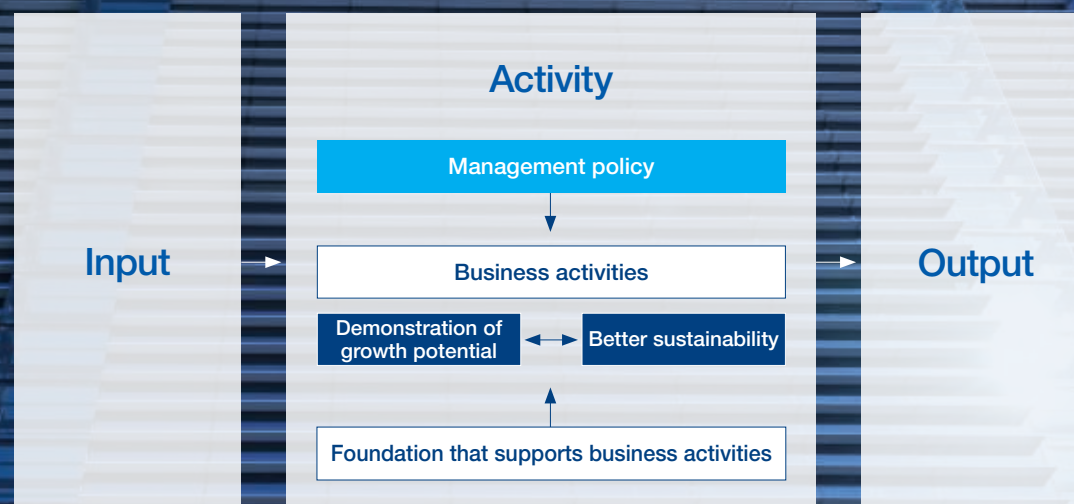 Input
Activity
Management policy
Business activities
Demonstration of
growth potential
Better sustainability
Foundation that supports business activities
Output